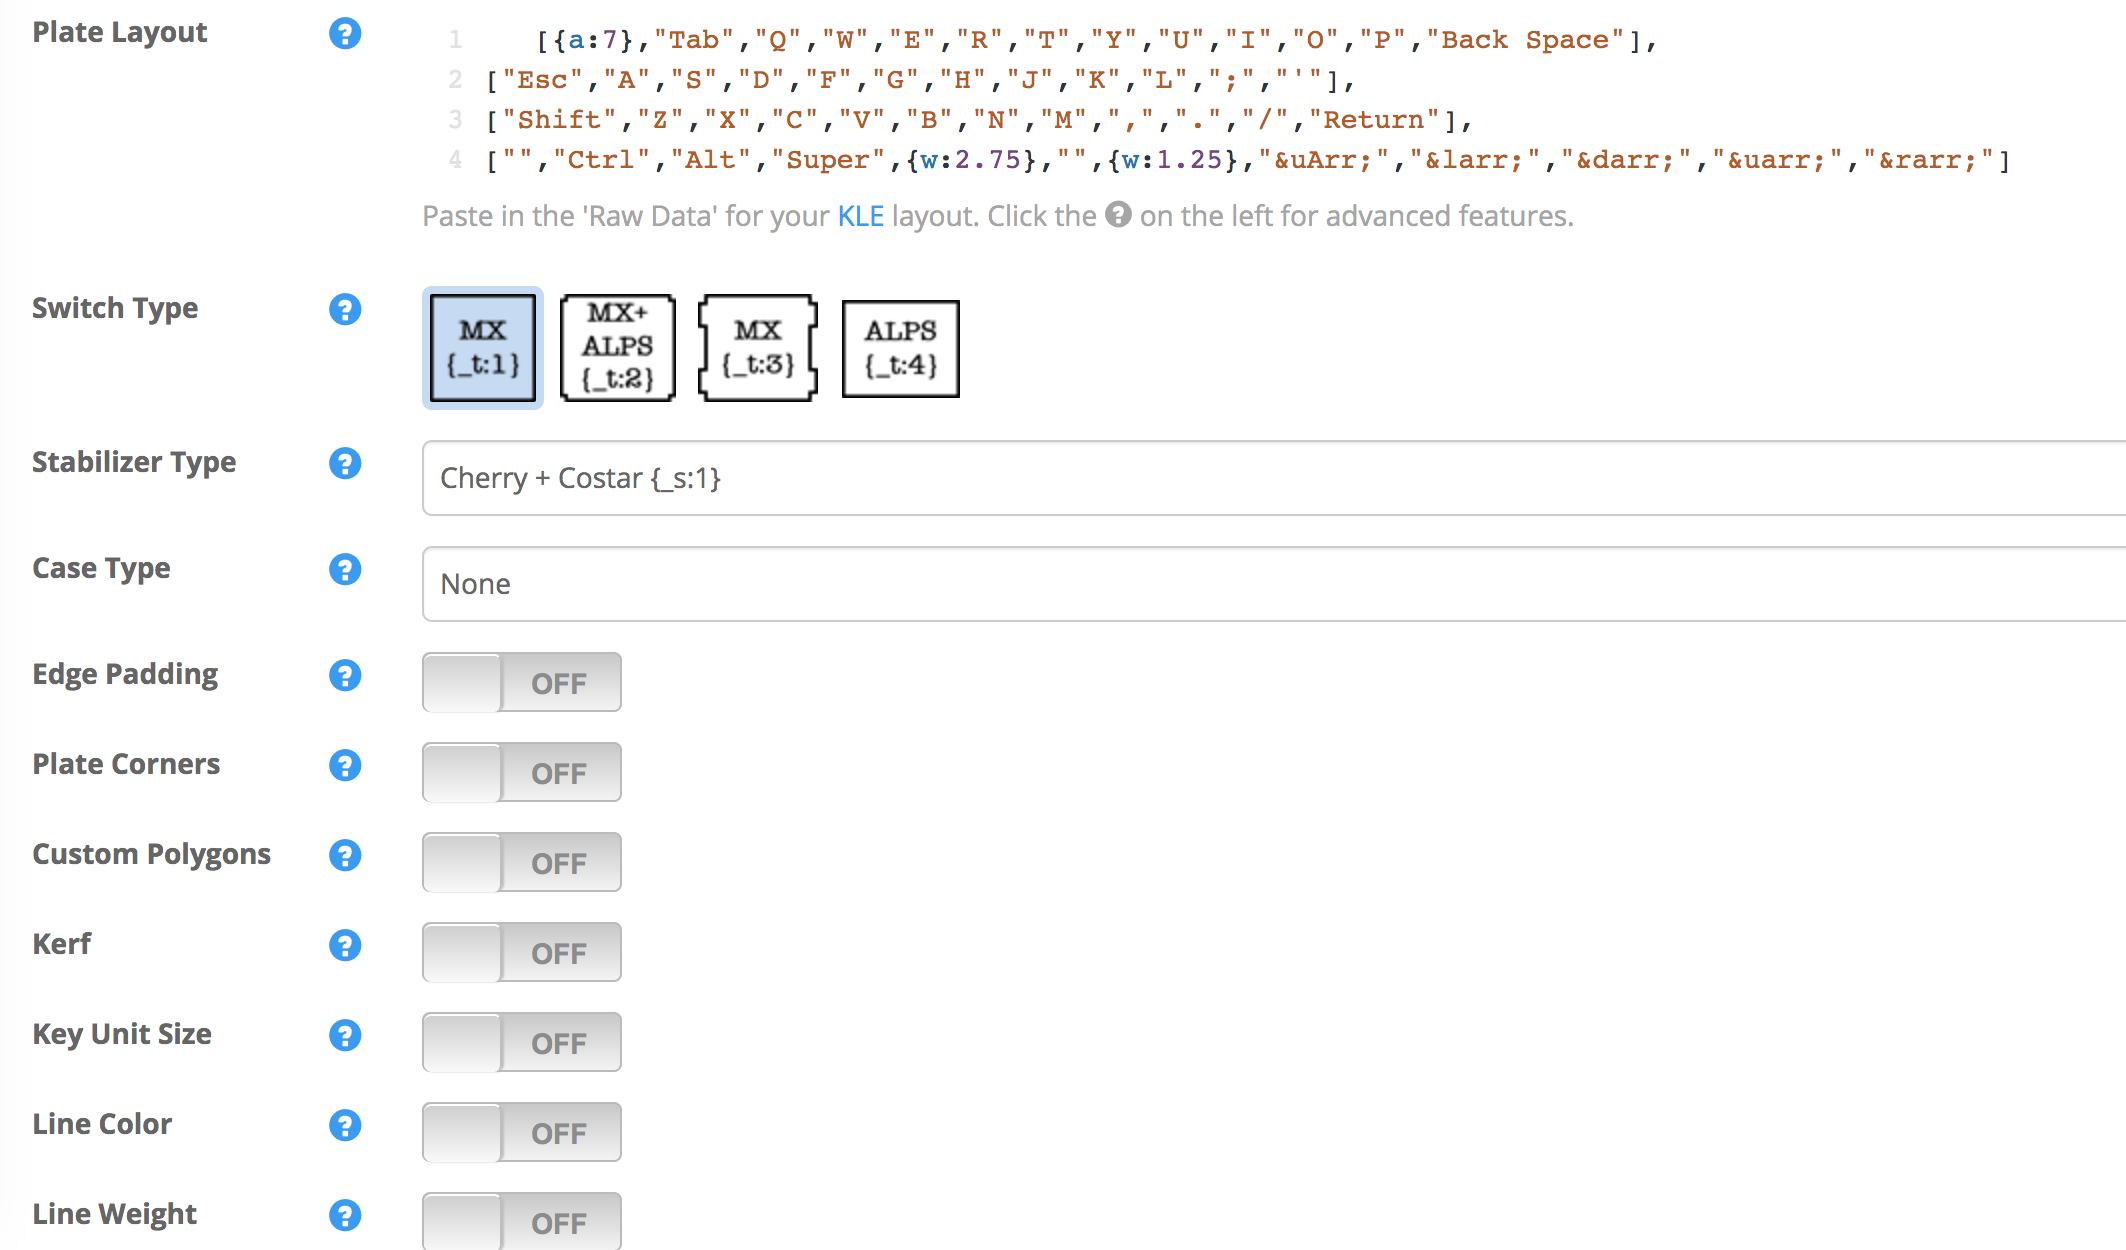 Plate Layout
1 [{a:7},"Tab","Q","W","E","R","T","Y","U","I","O","P","Back Space"],
2 ["Esc","A","S","D","F","G","H","J","K","L",";","'"],
3 ["Shift","Z","X","C","V","B","N","M",",",".","/","Return"],
4 ["","Ctrl","Alt","Super",{w:2.75},"",{w:1.25},"&uArr;","&larr;","&darr;","&uarr;","&rarr;"]
Paste in the 'Raw Data' for your KLE layout. Click the ? on the left for advanced features.
Switch Type
MX
{_t:1}
MX+
ALPS
{_t:2}
MX
{_t:3}
ALPS
{_t:4}
Stabilizer Type
Cherry + Costar {_s:1}
Case Type
None
Edge Padding
OFF
Plate Corners
OFF
Custom Polygons
OFF
Kerf
OFF
Key Unit Size
OFF
Line Color
OFF
Line Weight
OFF